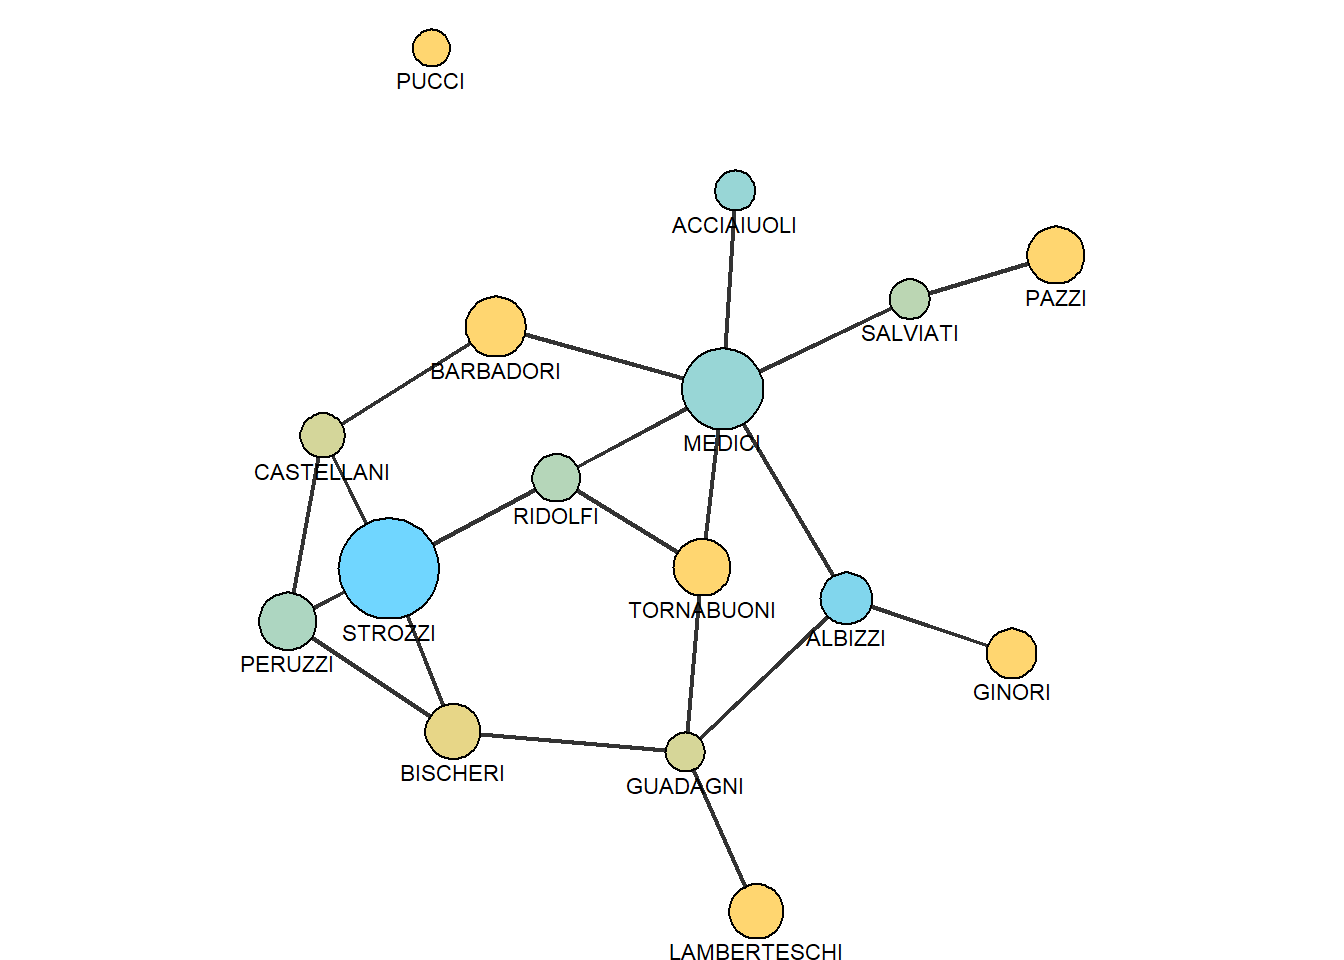 PUCCI
ACCIAIUOLI
PAZZI
SALVIATI
BARBADORI
MEDICI
CASTELLANI
RIDOLFI
TORNABUONI
STROZZI
ALBIZZI
PERUZZI
GINORI
BISCHERI
GUADAGNI
LAMBERTESCHI